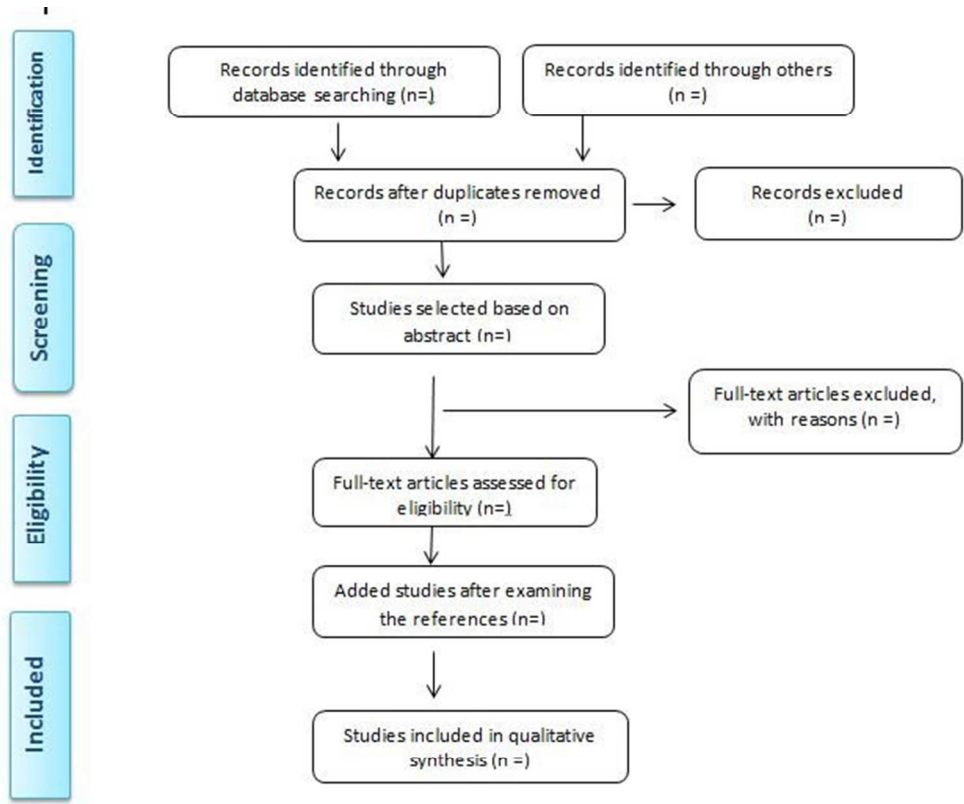 Identification
Records identified through
database searching (n=)
Records identified through others
(n =)
Records after duplicates removed
(n =)
Records excluded
(n =)
Screening
Studies selected based on
abstract (n=)
Full-text articles excluded,
with reasons (n =)
Eligibility
Full-text articles assessed for
eligibility (n=)
Added studies after examining
the references (n=)
Included
Studies included in qualitative
synthesis (n =)